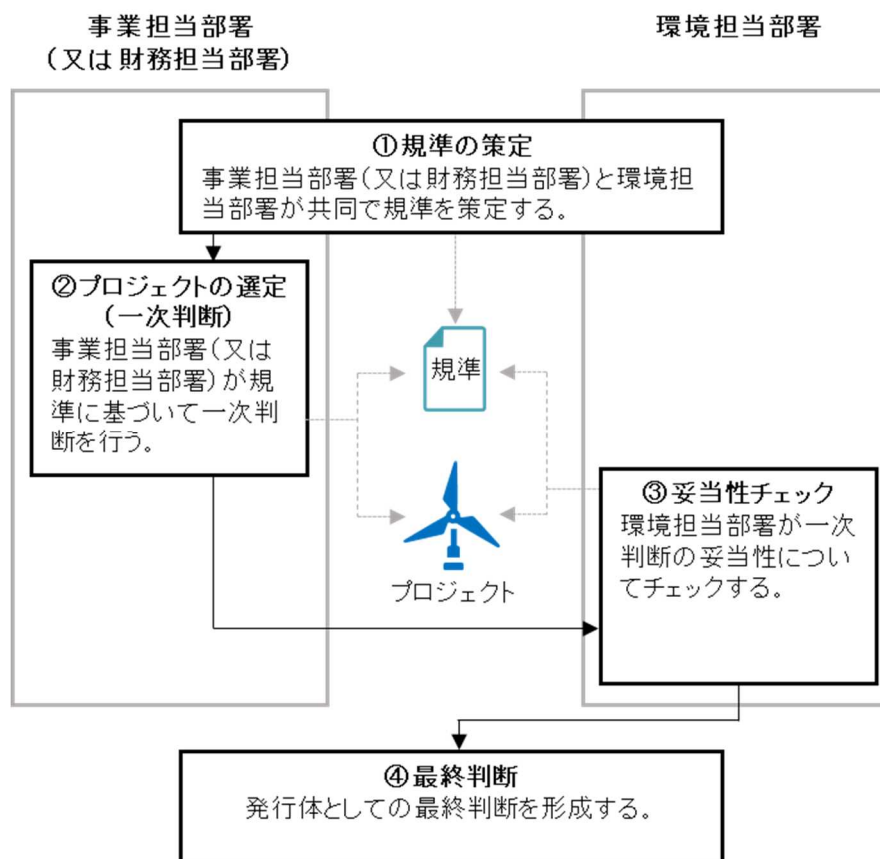 事業担当部署
(又は財務担当部署)
環境担当部署
①規準の策定
事業担当部署(又は財務担当部署)と環境担
当部署が共同で規準を策定する。
②プロジェクトの選定
(一次判断)
事業担当部署(又は
財務担当部署)が規
準に基づいて一次判
断を行う。
規準
プロジェクト
③妥当性チェック
環境担当部署が一次
判断の妥当性につい
てチェックする。
④最終判断
発行体としての最終判断を形成する。